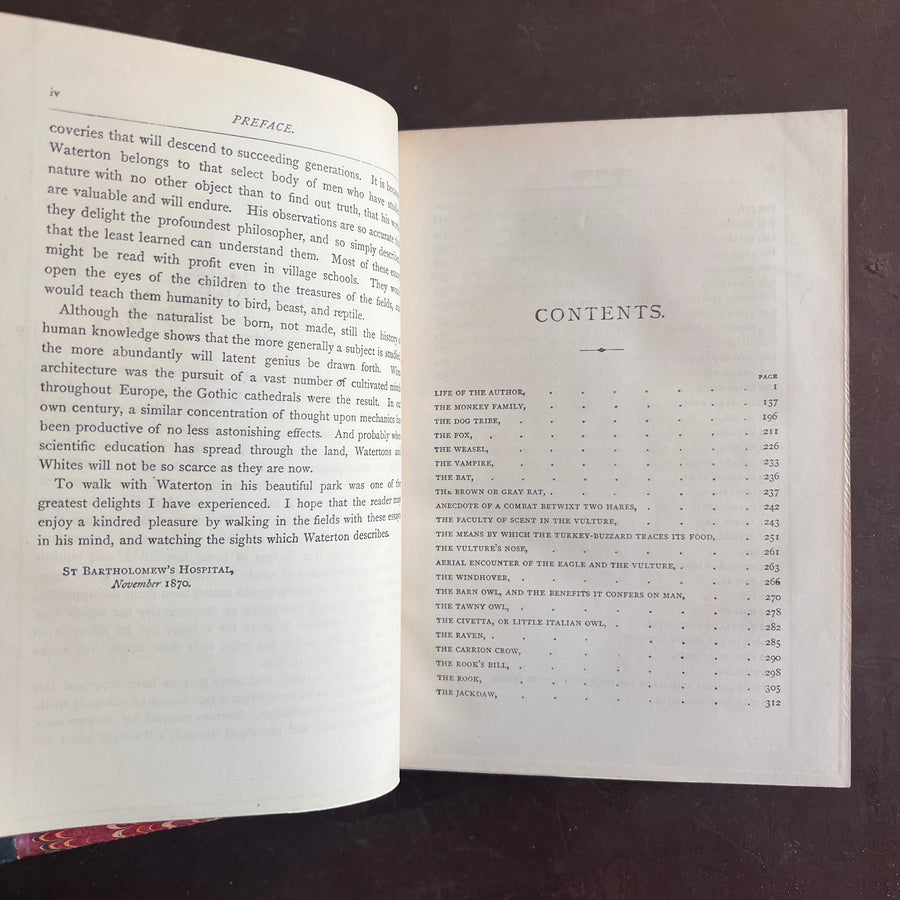 iv
PREFACE.
coveries that will descend to succeeding generations. It is
Waterton belongs to that select body of men who have
nature with no other object than to find out truth, that his
are valuable and will endure. His observations are so accurate
they delight the profoundest philosopher, and so simply
that the least learned can understand them. Most of these
might be read with profit even in village schools. They
open the eyes of the children to the treasures of the fields,
would teach them humanity to bird, beast, and reptile.
Although the naturalist be born, not made, still the history
human knowledge shows that the more generally a subject is
the more abundantly will latent genius be drawn forth.
architecture was the pursuit of a vast number of cultivated
throughout Europe, the Gothic cathedrals were the result. In
own century, a similar concentration of thought upon mechanics
been productive of no less astonishing effects. And probably
scientific education has spread through the land, Watertons
Whites will not be so scarce as they are now.
To walk with Waterton in his beautiful park was one of
greatest delights I have experienced. I hope that the reader
enjoy a kindred pleasure by walking in the fields with these
in his mind, and watching the sights which Waterton describes.
ST BARTHOLOMEW'S HOSPITAL,
November 1870.
CONTENTS.
PAGE
LIFE OF THE AUTHOR, . . . . . . . 1
THE MONKEY FAMILY, . . . . . . . 137
THE DOG TRIBE, . . . . . . . 196
THE FOX, . . . . . . . . 211
THE WEASEL, . . . . . . . 226
THE VAMPIRE, . . . . . . . 233
THE BAT, . . . . . . . . 236
THE BROWN OR GRAY RAT, . . . . . . . 237
ANECDOTE OF A COMBAT BETWIXT TWO HARES, . . . . 242
THE FACULTY OF SCENT IN THE VULTURE, . . . . 243
THE MEANS BY WHICH THE TURKEY-BUZZARD TRACES ITS FOOD, . 251
THE VULTURE'S NOSE, . . . . . . . 261
AERIAL ENCOUNTER OF THE EAGLE AND THE VULTURE, . . . 263
THE WINDHOVER, . . . . . . . 266
THE BARN OWL, AND THE BENEFITS IT CONFERS ON MAN, . . 270
THE TAWNY OWL, . . . . . . . 278
THE CIVETTA, OR LITTLE ITALIAN OWL, . . . . . 282
THE RAVEN, . . . . . . . . 285
THE CARRION CROW, . . . . . . . 290
THE ROOK'S BILL, . . . . . . . 298
THE ROOK, . . . . . . . . 305
THE JACKDAW, . . . . . . . 312